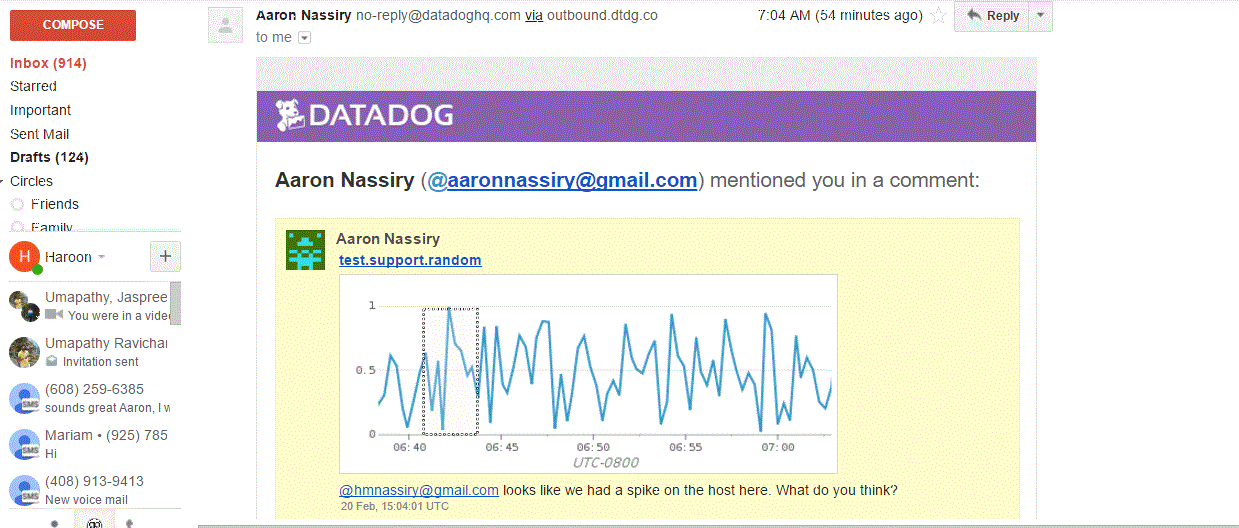 COMPOSE
Inbox (914)
Starred
Important
Sent Mail
Drafts (124)
Circles
Friends
Family
H Haroon
+
Umapathy, Jaspree
You were in a vide
Umapathy Ravichar
Invitation sent
(608) 259-6385
SMS sounds great Aaron, I w
Mariam • (925) 785
SMS Hi
(408) 913-9413
SMS New voice mail
Aaron Nassiry no-reply@datadoghq.com via outbound.dtdg.co 7:04 AM (54 minutes ago) Reply
to me
DATADOG
Aaron Nassiry (@aaronnassiry@gmail.com) mentioned you in a comment:
Aaron Nassiry
test.support.random
1
0.5
0
06:40 06:45 06:50 06:55 07:00
UTC-0800
@hmnassiry@gmail.com looks like we had a spike on the host here. What do you think?
20 Feb, 15:04:01 UTC